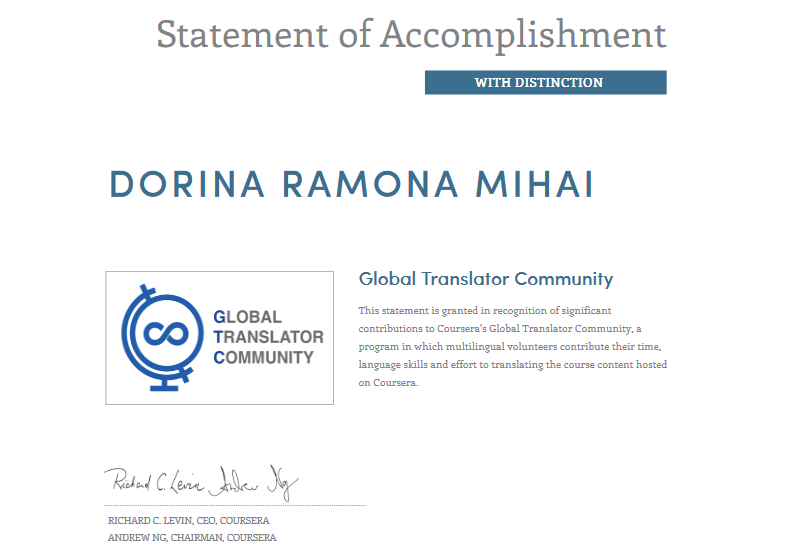 Statement of Accomplishment
WITH DISTINCTION
DORINA RAMONA MIHAI
GLOBAL
TRANSLATOR
COMMUNITY
Global Translator Community
This statement is granted in recognition of significant
contributions to Coursera's Global Translator Community, a
program in which multilingual volunteers contribute their time,
language skills and effort to translating the course content hosted
on Coursera.
Richard C. Levin Andrew Ng
RICHARD C. LEVIN, CEO, COURSERA
ANDREW NG, CHAIRMAN, COURSERA